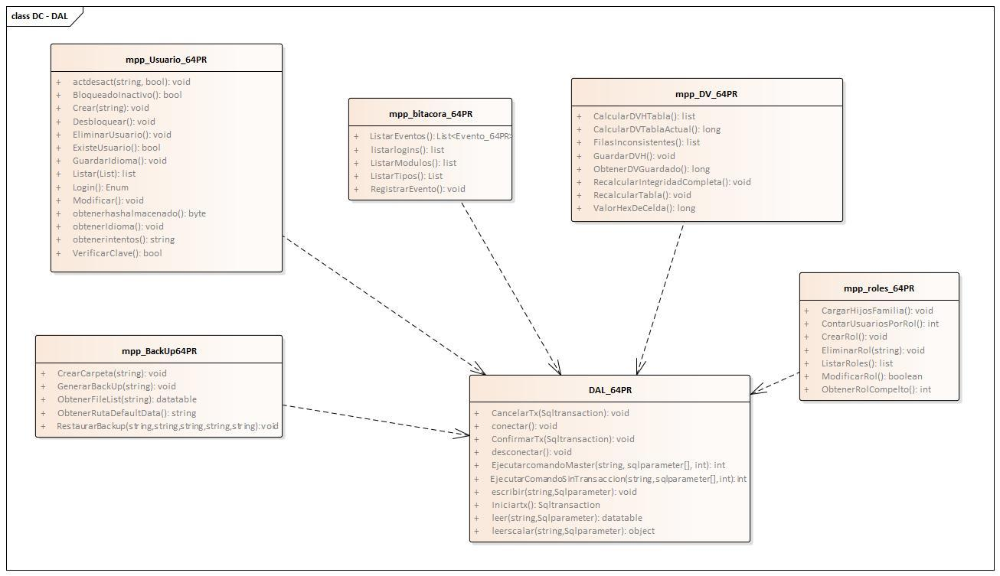 class DC - DAL
mpp_Usuario_64PR
+ actdesact(string, bool): void
+ BloqueadoInactivo(): bool
+ Crear(string): void
+ Desbloquear(): void
+ EliminarUsuario(): void
+ ExisteUsuario(): bool
+ GuardarIdioma(): void
+ Listar(List): list
+ Login(): Enum
+ Modificar(): void
+ obtenerhashalmacenado(): byte
+ obtenerIdioma(): void
+ obtenerintentos(): string
+ VerificarClave(): bool
mpp_bitacora_64PR
+ ListarEventos(): List<Evento_64PR>
+ listarlogins(): list
+ ListarModulos(): list
+ ListarTipos(): List
+ RegistrarEvento(): void
mpp_DV_64PR
+ CalcularDVHTabla(): list
+ CalcularDVTablaActual(): long
+ FilasInconsistentes(): list
+ GuardarDVH(): void
+ ObtenerDVGuardado(): long
+ RecalcularIntegridadCompleta(): void
+ RecalcularTabla(): void
+ ValorHexDeCelda(): long
mpp_roles_64PR
+ CargarHijosFamilia(): void
+ ContarUsuariosPorRol(): int
+ CrearRol(): void
+ EliminarRol(string): void
+ ListarRoles(): list
+ ModificarRol(): boolean
+ ObtenerRolCompelto(): int
mpp_BackUp64PR
+ CrearCarpeta(string): void
+ GenerarBackUp(string): void
+ ObtenerFileList(string): datatable
+ ObtenerRutaDefaultData(): string
+ RestaurarBackup(string,string,string,string,string):void
DAL_64PR
+ CancelarTx(Sqltransaction): void
+ conectar(): void
+ ConfirmarTx(Sqltransaction): void
+ desconectar(): void
+ EjecutarcomandoMaster(string, sqlparameter[], int): int
+ EjecutarComandoSinTransaccion(string,sqlparameter[],int):int
+ escribir(string,Sqlparameter): void
+ Iniciartx(): Sqltransaction
+ leer(string,Sqlparameter): datatable
+ leerscalar(string,Sqlparameter): object